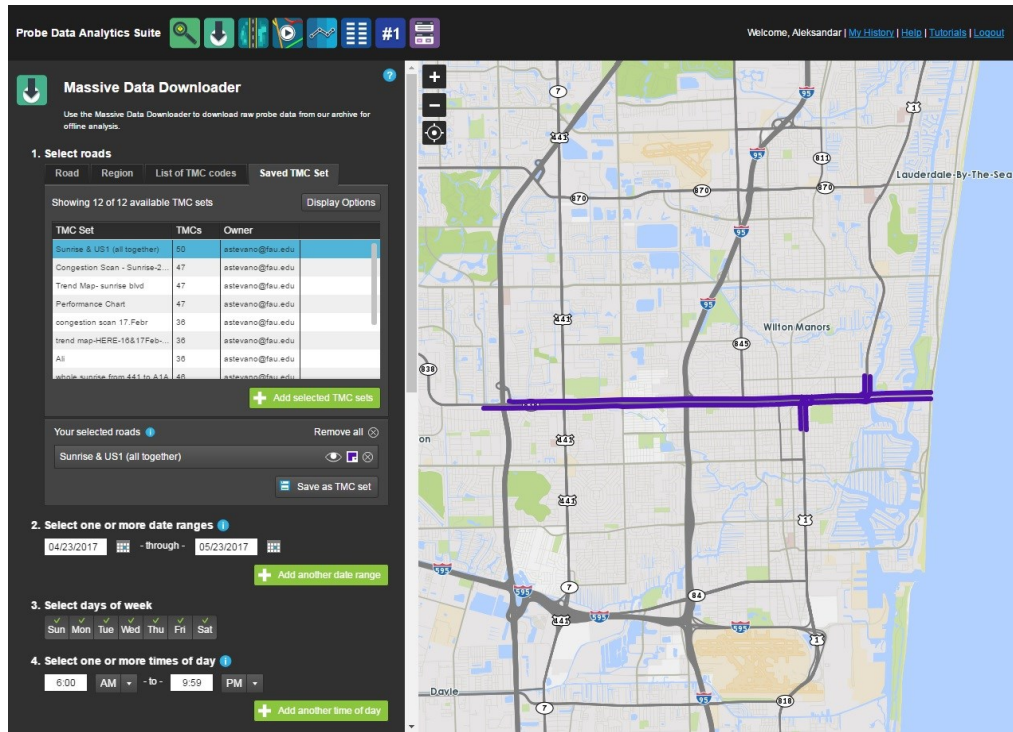 Probe Data Analytics Suite
#1
Welcome, Aleksandar | My History | Help | Tutorials | Logout
Massive Data Downloader
?
Use the Massive Data Downloader to download raw probe data from our archive for
offline analysis.
1. Select roads
Road Region List of TMC codes Saved TMC Set
Showing 12 of 12 available TMC sets Display Options
TMC Set TMCs Owner
Sunrise & US1 (all together) 50 astevano@fau.edu
Congestion Scan - Sunrise-2... 47 astevano@fau.edu
Trend Map- sunrise blvd 47 astevano@fau.edu
Performance Chart 47 astevano@fau.edu
congestion scan 17.Febr 36 astevano@fau.edu
trend map-HERE-16&17Feb-... 36 astevano@fau.edu
All 36 astevano@fau.edu
whole sunrise from 441 to A1A 46 astevano@fau.edu
+ Add selected TMC sets
Your selected roads i Remove all
Sunrise & US1 (all together)
Save as TMC set
2. Select one or more date ranges i
04/23/2017 - through - 05/23/2017
+ Add another date range
3. Select days of week
Sun Mon Tue Wed Thu Fri Sat
4. Select one or more times of day i
6:00 AM - to - 9:59 PM
+ Add another time of day
+
−
7
95
1
441
95
811
Lauderdale-By-The-Sea
870
870
870
95
95
441
Wilton Manors
845
838
on
441
441
1
595
595
7
84
441
595
595
1
Davie
95
818
7